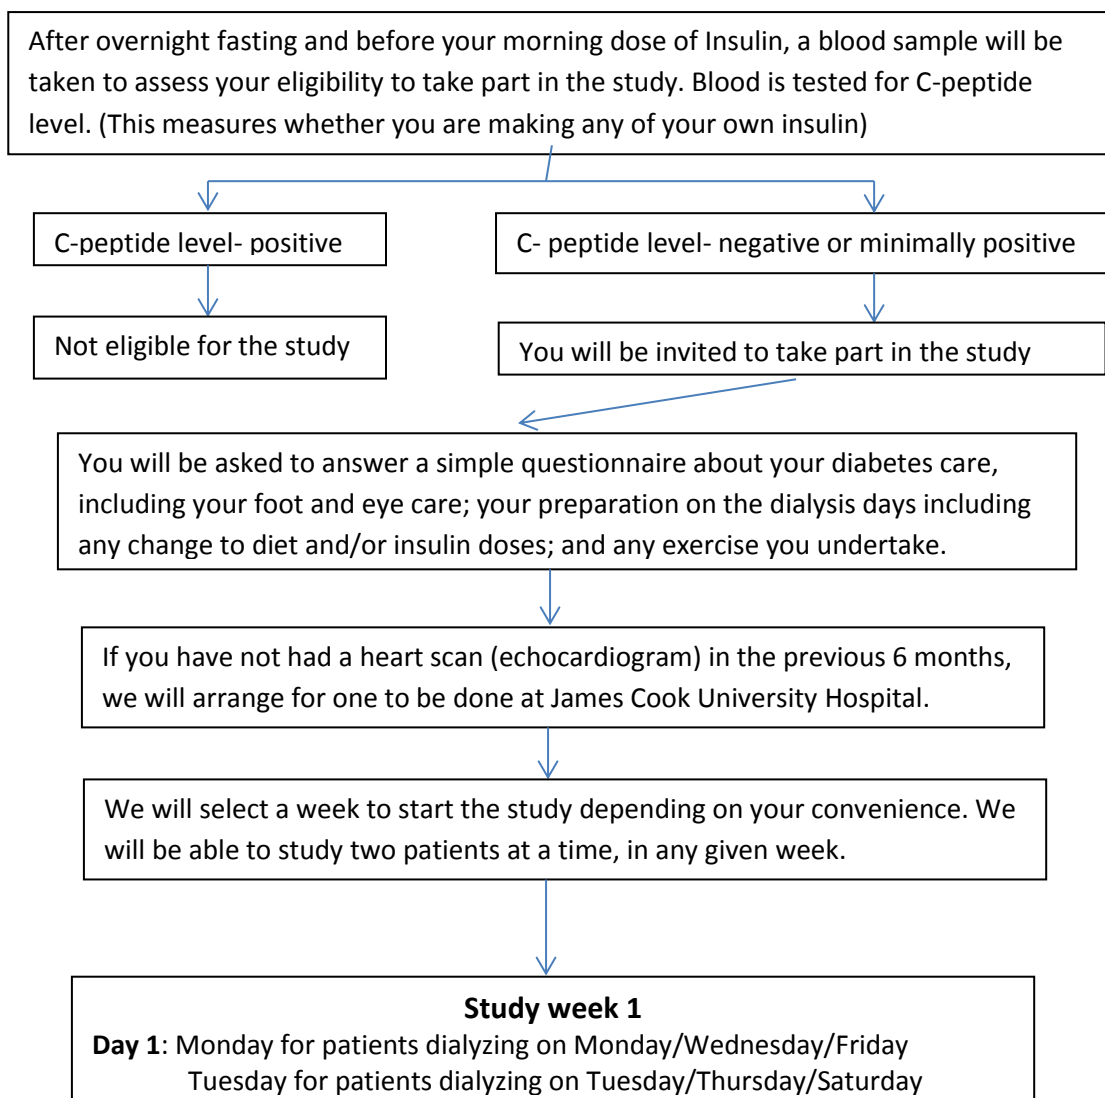 After overnight fasting and before your morning dose of Insulin, a blood sample will be
taken to assess your eligibility to take part in the study. Blood is tested for C-peptide
level. (This measures whether you are making any of your own insulin)
C-peptide level- positive
C- peptide level- negative or minimally positive
Not eligible for the study
You will be invited to take part in the study
You will be asked to answer a simple questionnaire about your diabetes care,
including your foot and eye care; your preparation on the dialysis days including
any change to diet and/or insulin doses; and any exercise you undertake.
If you have not had a heart scan (echocardiogram) in the previous 6 months,
we will arrange for one to be done at James Cook University Hospital.
We will select a week to start the study depending on your convenience. We
will be able to study two patients at a time, in any given week.
Study week 1
Day 1: Monday for patients dialyzing on Monday/Wednesday/Friday
Tuesday for patients dialyzing on Tuesday/Thursday/Saturday